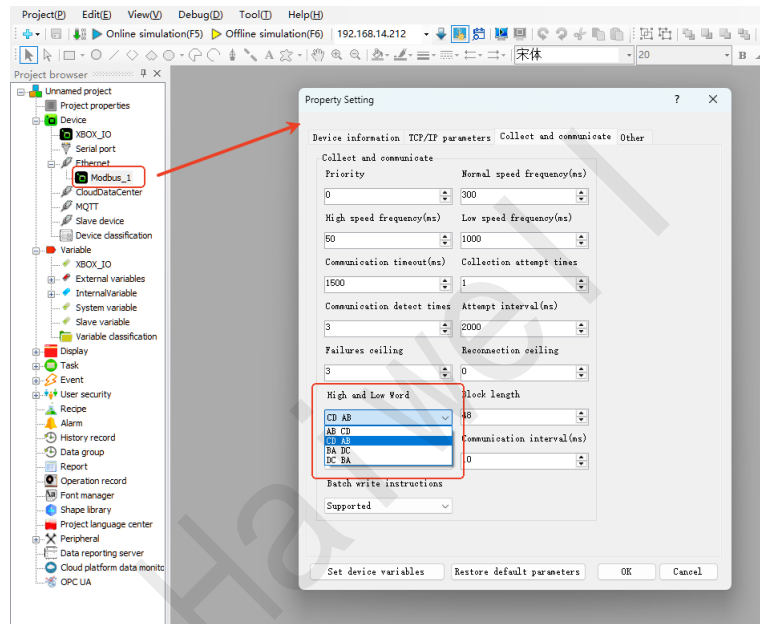 Project(P) Edit(E) View(V) Debug(D) Tool(T) Help(H)
Online simulation(F5) Offline simulation(F6) 192.168.14.212
A 宋体 20 B
Project browser
Unnamed project
Project properties
Device
XBOX_IO
Serial port
Ethernet
Modbus_1
CloudDataCenter
MQTT
Slave device
Device classification
Variable
XBOX_IO
External variables
InternalVariable
System variable
Slave variable
Variable classification
Display
Task
Event
User security
Recipe
Alarm
History record
Data group
Report
Operation record
Font manager
Shape library
Project language center
Peripheral
Data reporting server
Cloud platform data monitc
OPC UA
Property Setting ? ×
Device information TCP/IP parameters Collect and communicate Other
Collect and communicate
Priority Normal speed frequency(ms)
0 300
High speed frequency(ms) Low speed frequency(ms)
50 1000
Communication timeout(ms) Collection attempt times
1500 1
Communication detect times Attempt interval(ms)
3 2000
Failures ceiling Reconnection ceiling
3 0
High and Low Word Block length
CD AB 48
AB CD
CD AB Communication interval(ms)
BA DC
DC BA
Batch write instructions
Supported
Set device variables Restore default parameters OK Cancel
Haiwell